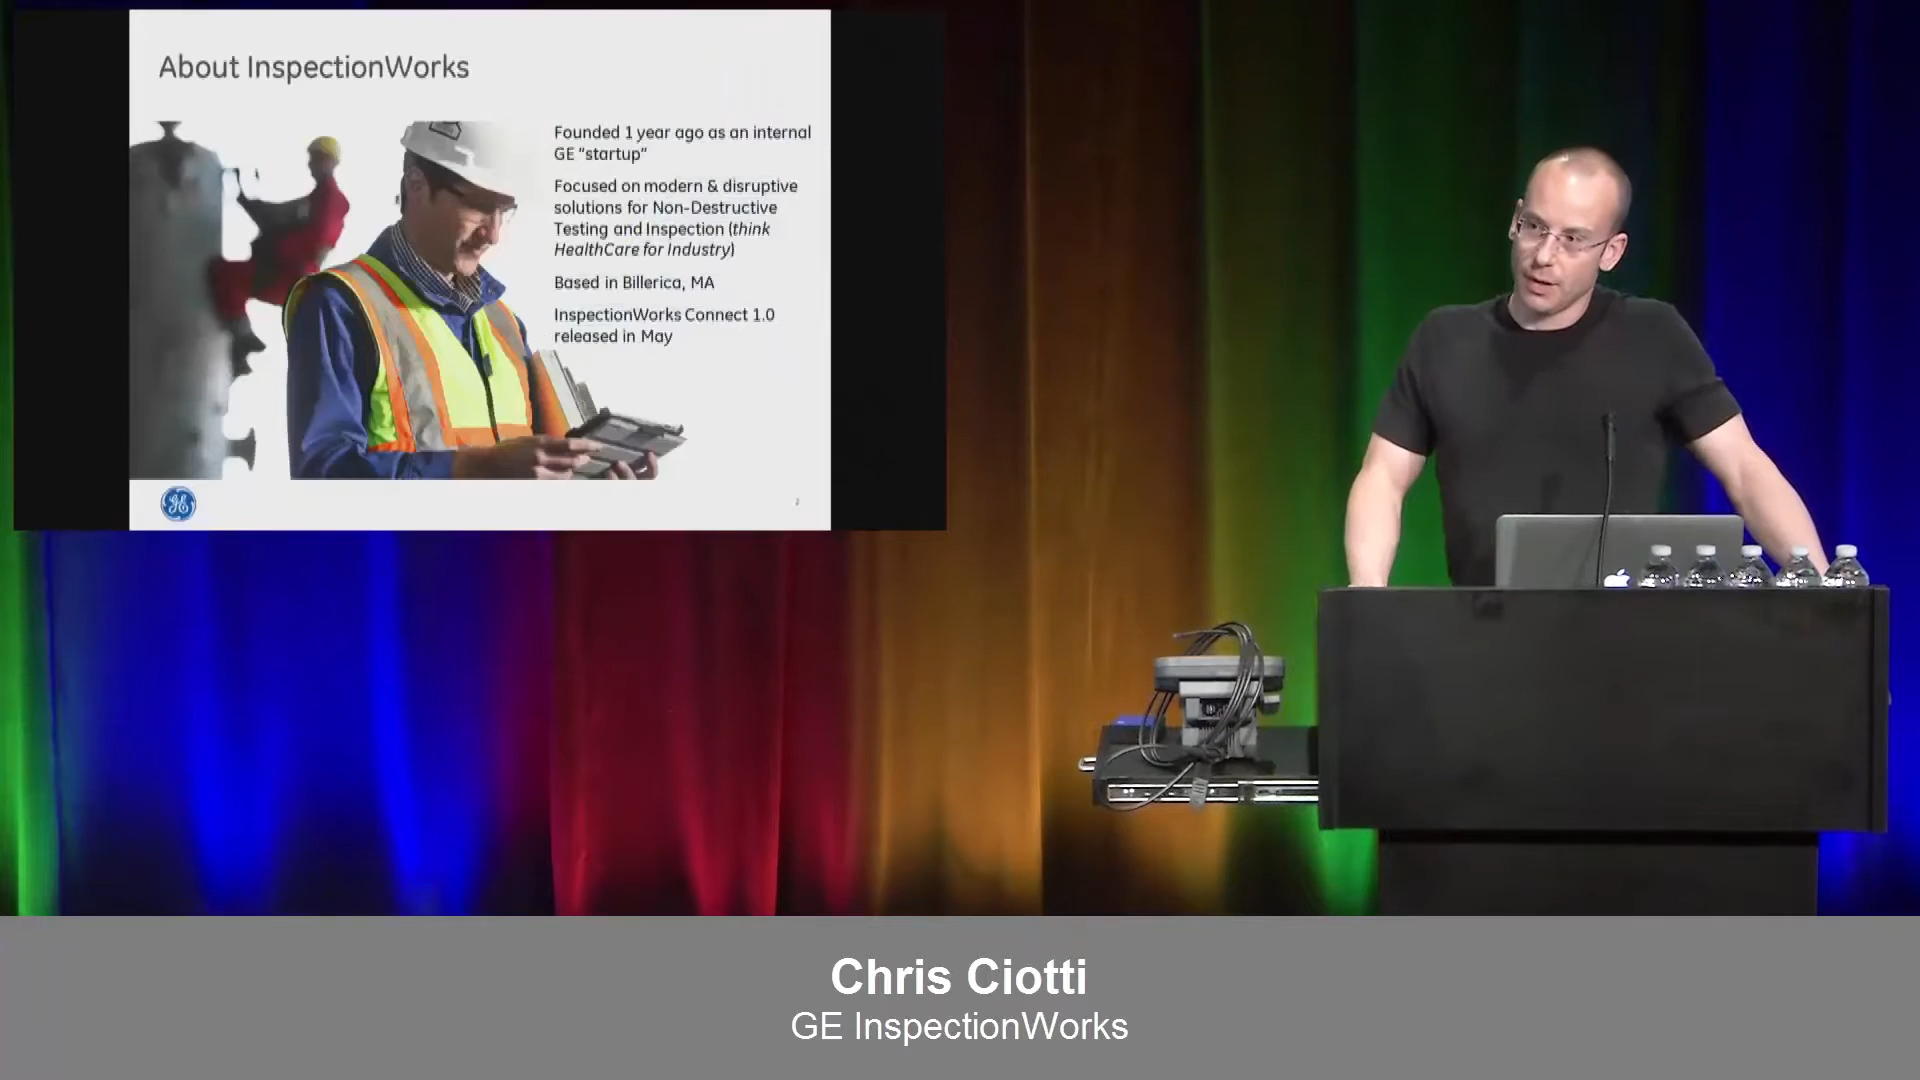 About InspectionWorks
Founded 1 year ago as an internal
GE "startup"
Focused on modern & disruptive
solutions for Non-Destructive
Testing and Inspection (think
HealthCare for Industry)
Based in Billerica, MA
InspectionWorks Connect 1.0
released in May
GE
2
Chris Ciotti
GE InspectionWorks